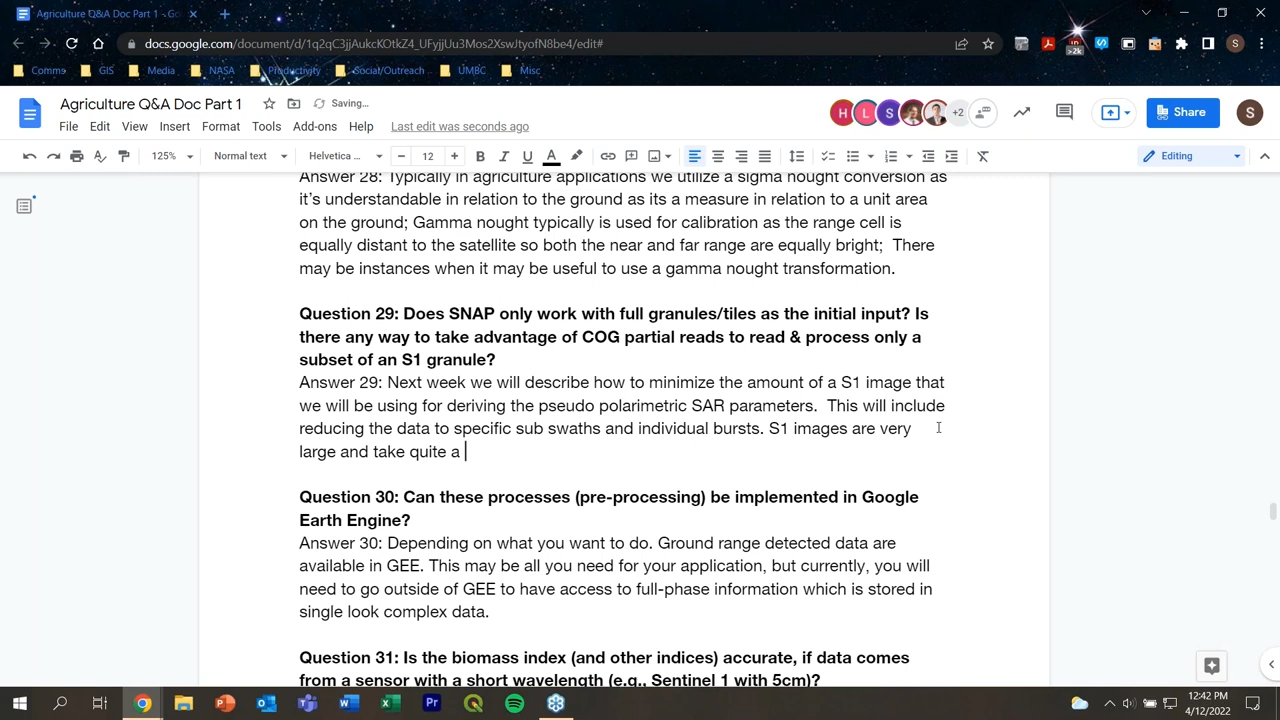 Agriculture Q&A Doc Part 1 - Go
docs.google.com/document/d/1q2qC3jjAukcKOtkZ4_UFyjjUu3Mos2XswJtyofN8be4/edit#
>2k
S
Comms
GIS
Media
NASA
Productivity
Social/Outreach
UMBC
Misc
Agriculture Q&A Doc Part 1
Saving...
H
L
S
+2
Share
S
File Edit View Insert Format Tools Add-ons Help Last edit was seconds ago
125% Normal text Helvetica ... 12 B I U A Editing
Answer 28: Typically in agriculture applications we utilize a sigma nought conversion as
it's understandable in relation to the ground as its a measure in relation to a unit area
on the ground; Gamma nought typically is used for calibration as the range cell is
equally distant to the satellite so both the near and far range are equally bright;  There
may be instances when it may be useful to use a gamma nought transformation.
Question 29: Does SNAP only work with full granules/tiles as the initial input? Is
there any way to take advantage of COG partial reads to read & process only a
subset of an S1 granule?
Answer 29: Next week we will describe how to minimize the amount of a S1 image that
we will be using for deriving the pseudo polarimetric SAR parameters.  This will include
reducing the data to specific sub swaths and individual bursts. S1 images are very
large and take quite a
Question 30: Can these processes (pre-processing) be implemented in Google
Earth Engine?
Answer 30: Depending on what you want to do. Ground range detected data are
available in GEE. This may be all you need for your application, but currently, you will
need to go outside of GEE to have access to full-phase information which is stored in
single look complex data.
Question 31: Is the biomass index (and other indices) accurate, if data comes
from a sensor with a short wavelength (e.g., Sentinel 1 with 5cm)?
12:42 PM
4/12/2022